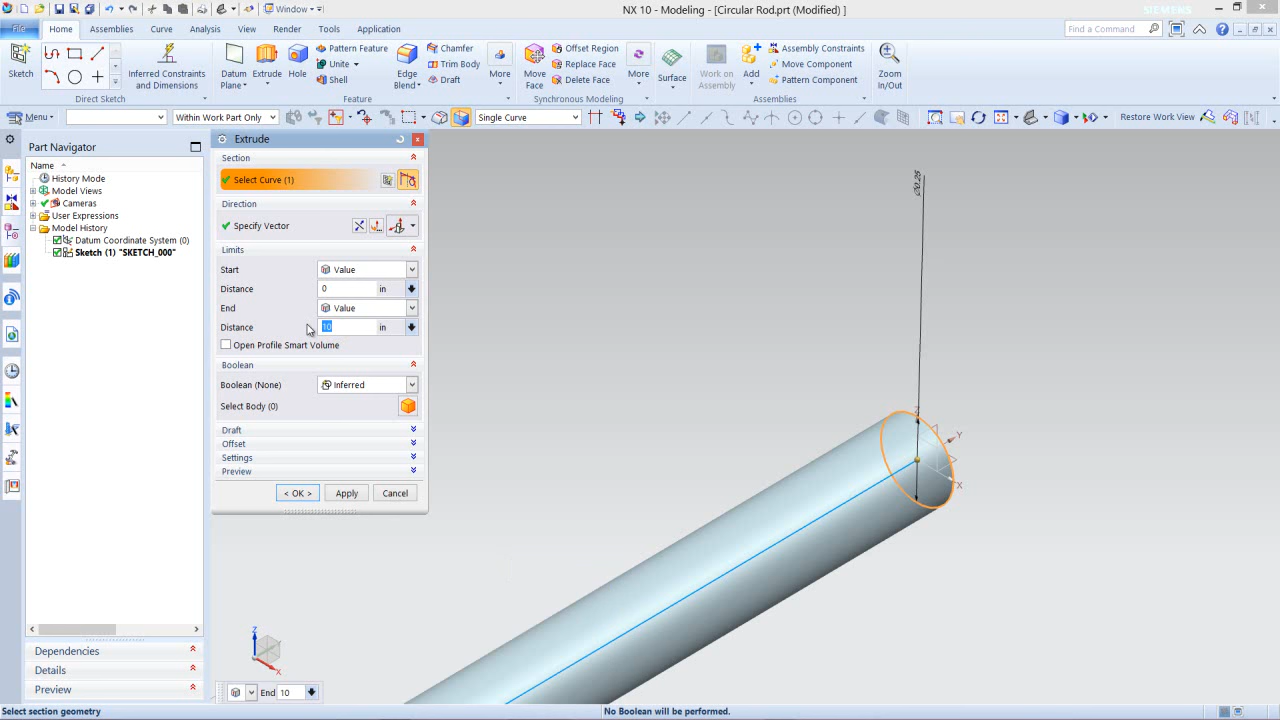 NX 10 - Modeling - [Circular Rod.prt (Modified) ]
SIEMENS
Window
File
Home
Assemblies
Curve
Analysis
View
Render
Tools
Application
Find a Command
Sketch
Inferred Constraints
and Dimensions
Direct Sketch
Datum
Plane
Extrude
Hole
Pattern Feature
Unite
Shell
Edge
Blend
Chamfer
Trim Body
Draft
More
Feature
Move
Face
Offset Region
Replace Face
Delete Face
More
Surface
Synchronous Modeling
Work on
Assembly
Add
Assembly Constraints
Move Component
Pattern Component
Assemblies
Zoom
In/Out
Menu
Within Work Part Only
Single Curve
Restore Work View
Part Navigator
Name
History Mode
Model Views
Cameras
User Expressions
Model History
Datum Coordinate System (0)
Sketch (1) "SKETCH_000"
Dependencies
Details
Preview
Extrude
Section
Select Curve (1)
Direction
Specify Vector
Limits
Start
Value
Distance
0
in
End
Value
Distance
10
in
Open Profile Smart Volume
Boolean
Boolean (None)
Inferred
Select Body (0)
Draft
Offset
Settings
Preview
< OK >
Apply
Cancel
Ø0.25
Z
Y
X
Z
Y
X
End 10
Select section geometry
No Boolean will be performed.